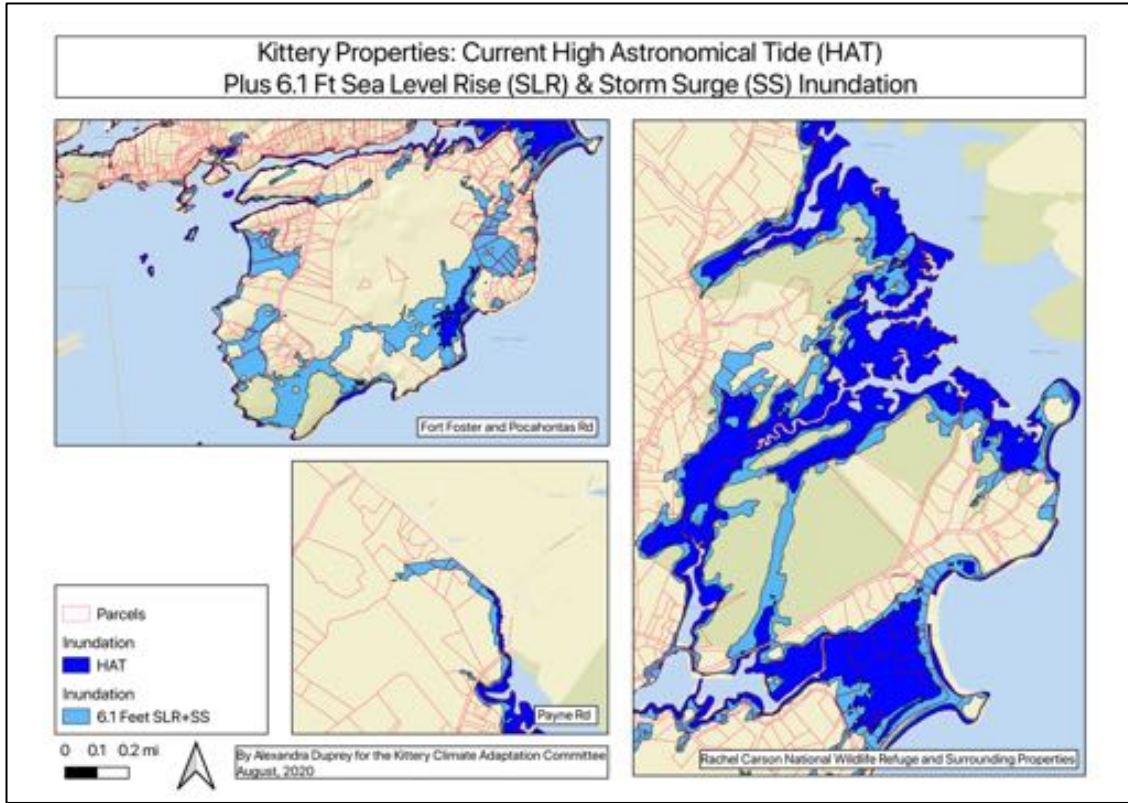 Kittery Properties: Current High Astronomical Tide (HAT)
Plus 6.1 Ft Sea Level Rise (SLR) & Storm Surge (SS) Inundation
Fort Foster and Pocahontas Rd
Payne Rd
Rachel Carson National Wildlife Refuge and Surrounding Properties
Parcels
Inundation
HAT
Inundation
6.1 Feet SLR+SS
0 0.1 0.2 mi
By Alexandra Duprey for the Kittery Climate Adaptation Committee
August, 2020